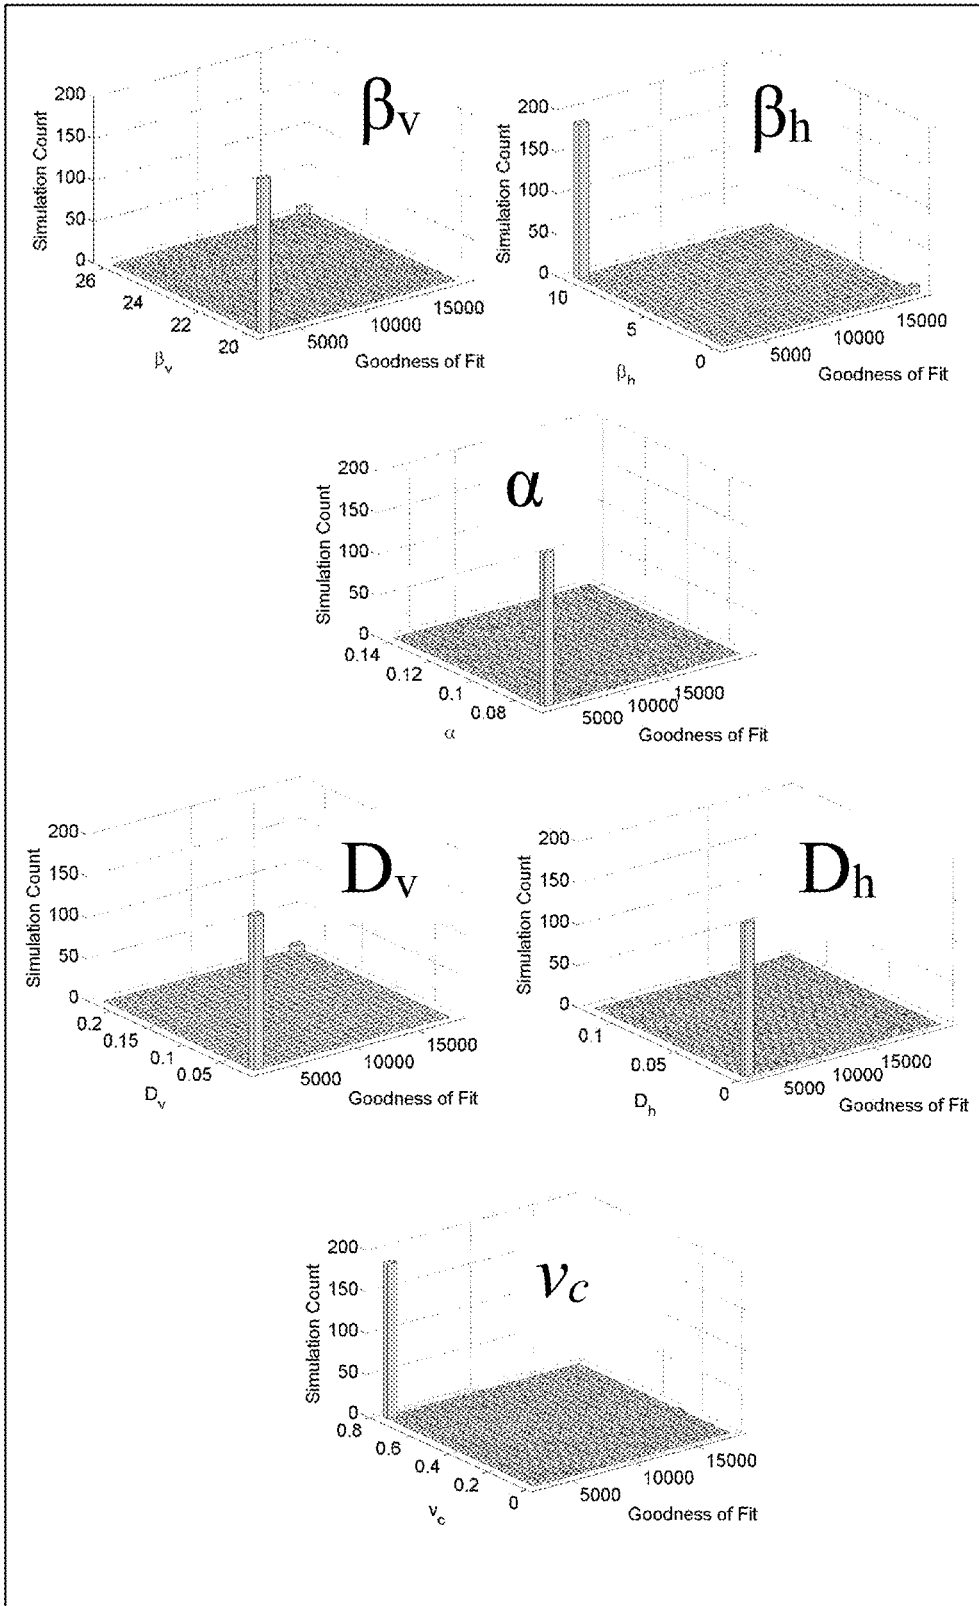 βv
200
150
100
50
0
Simulation Count
26
24
22
20
βv
5000
10000
15000
Goodness of Fit
βh
200
150
100
50
0
Simulation Count
10
5
0
βh
5000
10000
15000
Goodness of Fit
α
200
150
100
50
0
Simulation Count
0.14
0.12
0.1
0.08
α
5000
10000
15000
Goodness of Fit
Dv
200
150
100
50
0
Simulation Count
0.2
0.15
0.1
0.05
Dv
5000
10000
15000
Goodness of Fit
Dh
200
150
100
50
0
Simulation Count
0.1
0.05
0
Dh
5000
10000
15000
Goodness of Fit
νc
200
150
100
50
0
Simulation Count
0.8
0.6
0.4
0.2
0
νc
5000
10000
15000
Goodness of Fit